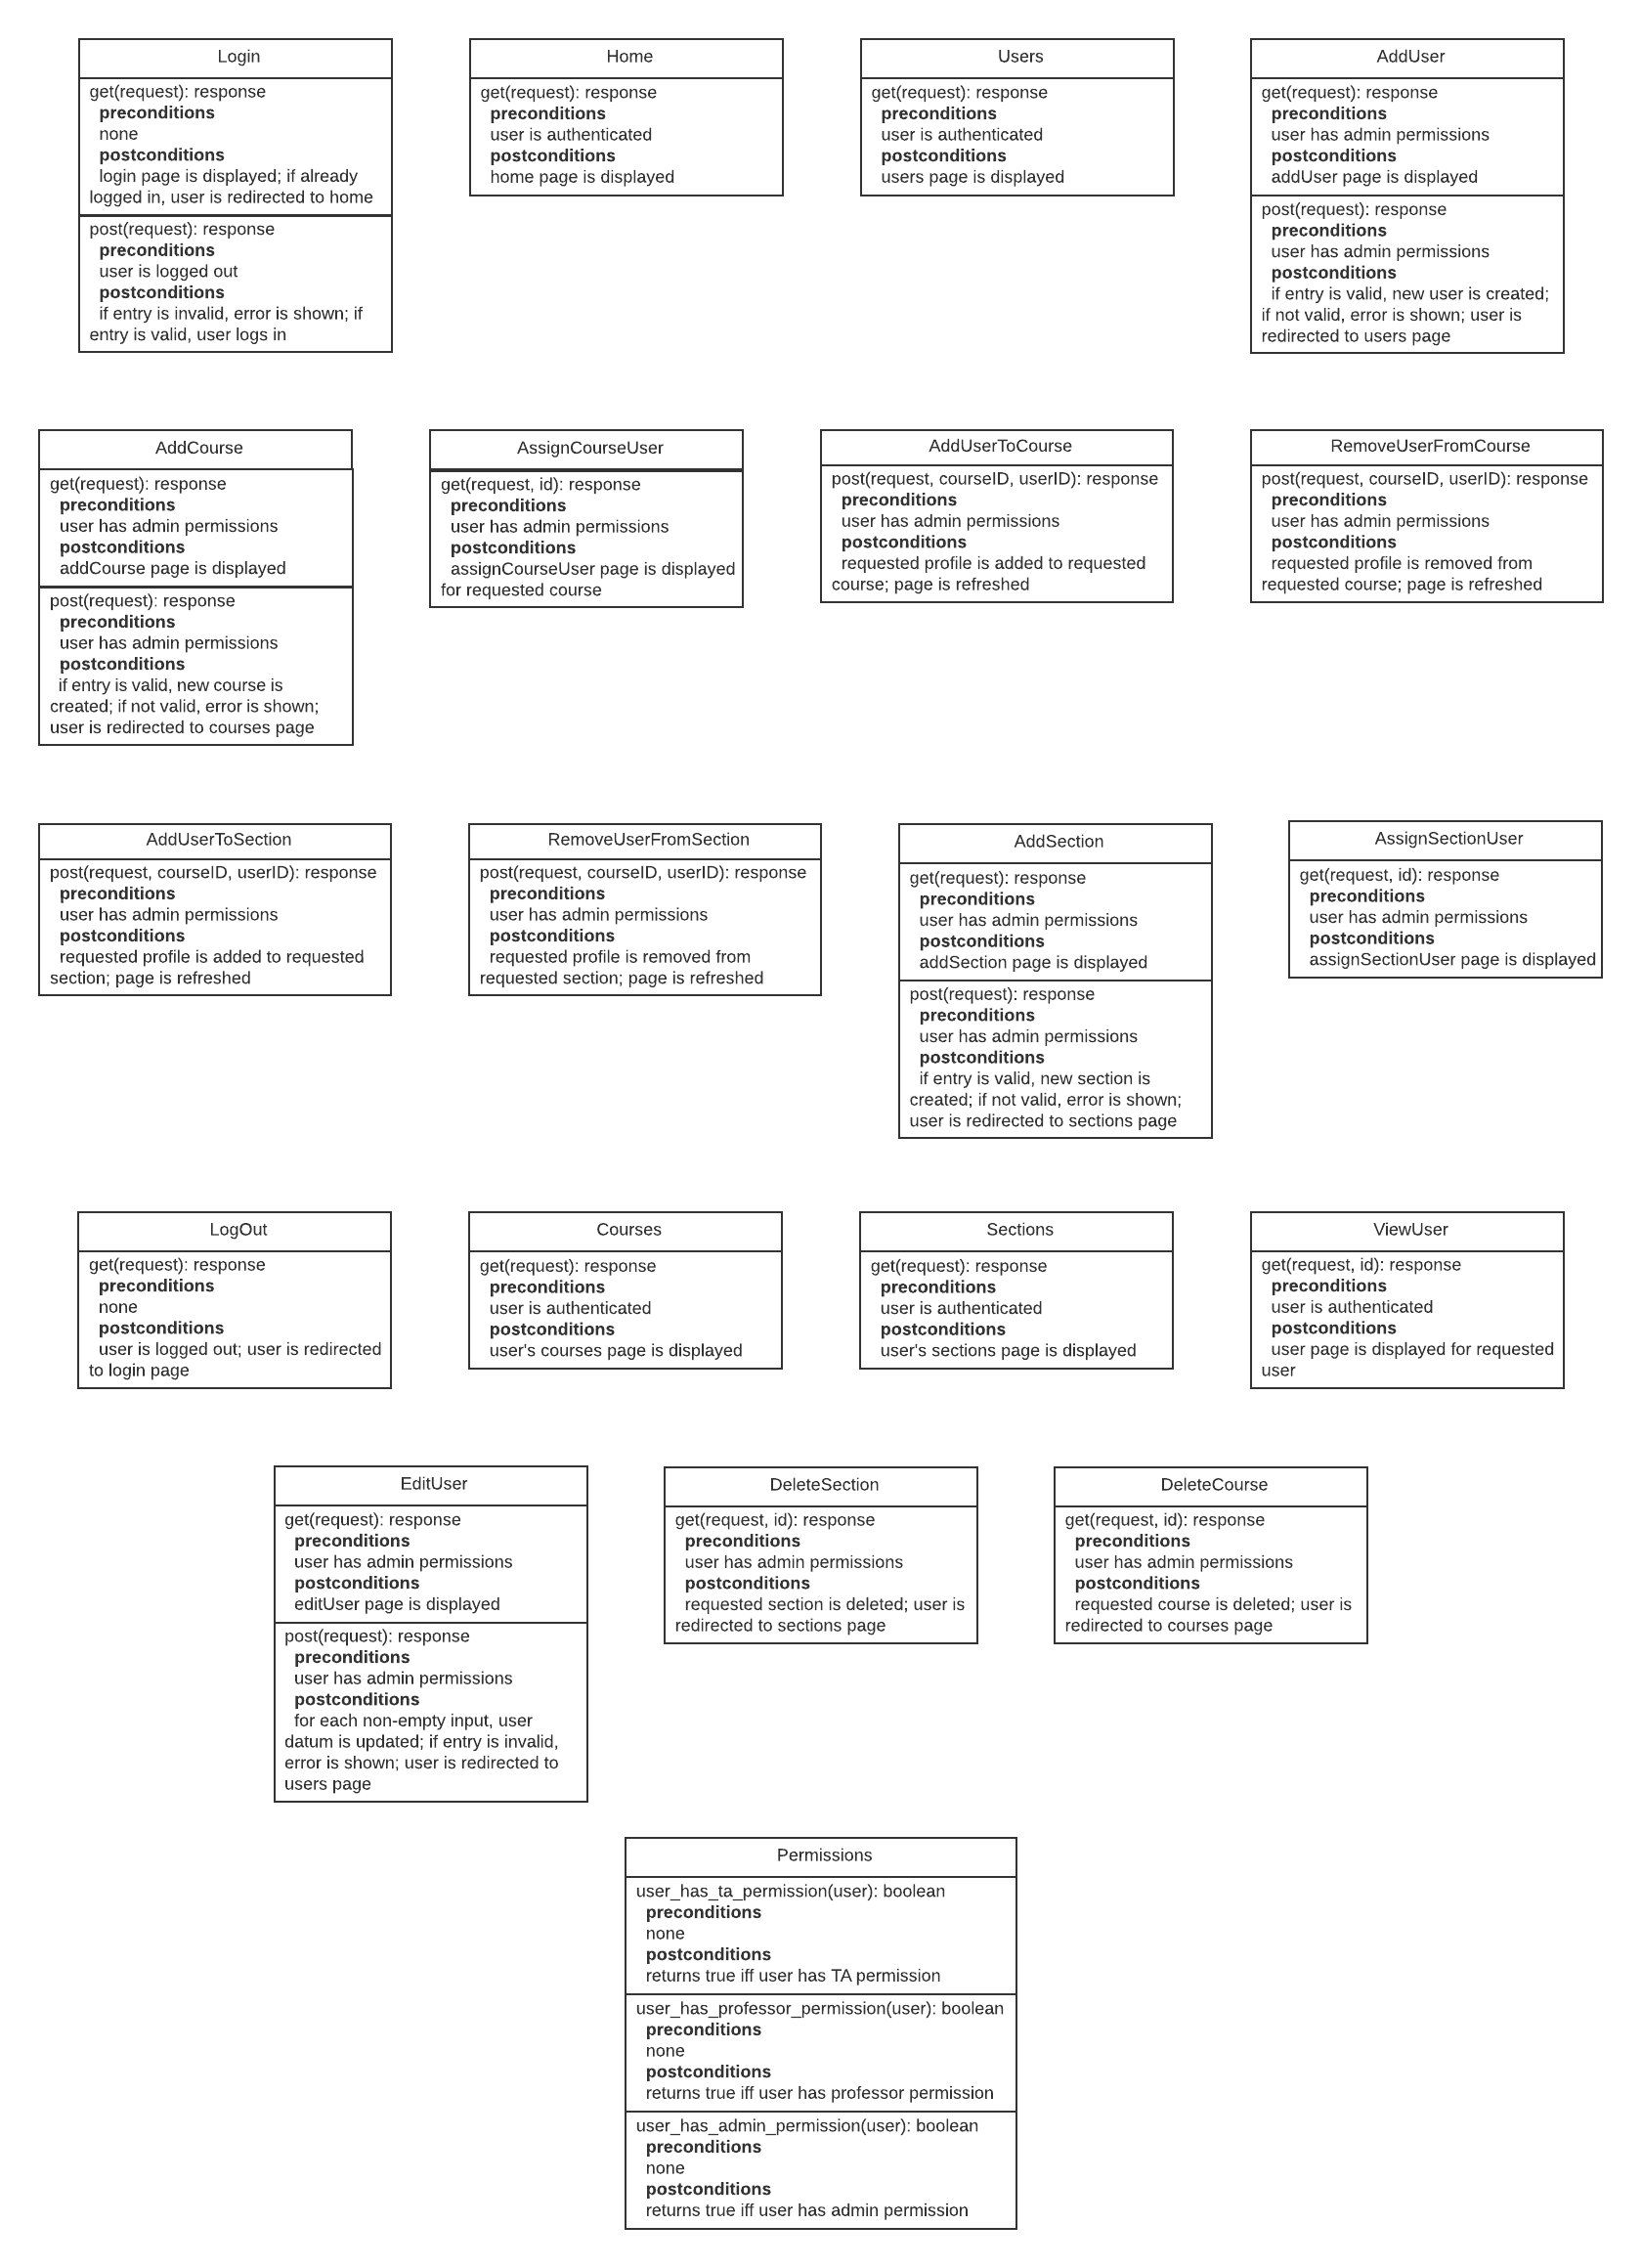 Login
get(request): response
preconditions
none
postconditions
login page is displayed; if already
logged in, user is redirected to home
post(request): response
preconditions
user is logged out
postconditions
if entry is invalid, error is shown; if
entry is valid, user logs in
Home
get(request): response
preconditions
user is authenticated
postconditions
home page is displayed
Users
get(request): response
preconditions
user is authenticated
postconditions
users page is displayed
AddUser
get(request): response
preconditions
user has admin permissions
postconditions
addUser page is displayed
post(request): response
preconditions
user has admin permissions
postconditions
if entry is valid, new user is created;
if not valid, error is shown; user is
redirected to users page
AddCourse
get(request): response
preconditions
user has admin permissions
postconditions
addCourse page is displayed
post(request): response
preconditions
user has admin permissions
postconditions
if entry is valid, new course is
created; if not valid, error is shown;
user is redirected to courses page
AssignCourseUser
get(request, id): response
preconditions
user has admin permissions
postconditions
assignCourseUser page is displayed
for requested course
AddUserToCourse
post(request, courseID, userID): response
preconditions
user has admin permissions
postconditions
requested profile is added to requested
course; page is refreshed
RemoveUserFromCourse
post(request, courseID, userID): response
preconditions
user has admin permissions
postconditions
requested profile is removed from
requested course; page is refreshed
AddUserToSection
post(request, courseID, userID): response
preconditions
user has admin permissions
postconditions
requested profile is added to requested
section; page is refreshed
RemoveUserFromSection
post(request, courseID, userID): response
preconditions
user has admin permissions
postconditions
requested profile is removed from
requested section; page is refreshed
AddSection
get(request): response
preconditions
user has admin permissions
postconditions
addSection page is displayed
post(request): response
preconditions
user has admin permissions
postconditions
if entry is valid, new section is
created; if not valid, error is shown;
user is redirected to sections page
AssignSectionUser
get(request, id): response
preconditions
user has admin permissions
postconditions
assignSectionUser page is displayed
LogOut
get(request): response
preconditions
none
postconditions
user is logged out; user is redirected
to login page
Courses
get(request): response
preconditions
user is authenticated
postconditions
user's courses page is displayed
Sections
get(request): response
preconditions
user is authenticated
postconditions
user's sections page is displayed
ViewUser
get(request, id): response
preconditions
user is authenticated
postconditions
user page is displayed for requested
user
EditUser
get(request): response
preconditions
user has admin permissions
postconditions
editUser page is displayed
post(request): response
preconditions
user has admin permissions
postconditions
for each non-empty input, user
datum is updated; if entry is invalid,
error is shown; user is redirected to
users page
DeleteSection
get(request, id): response
preconditions
user has admin permissions
postconditions
requested section is deleted; user is
redirected to sections page
DeleteCourse
get(request, id): response
preconditions
user has admin permissions
postconditions
requested course is deleted; user is
redirected to courses page
Permissions
user_has_ta_permission(user): boolean
preconditions
none
postconditions
returns true iff user has TA permission
user_has_professor_permission(user): boolean
preconditions
none
postconditions
returns true iff user has professor permission
user_has_admin_permission(user): boolean
preconditions
none
postconditions
returns true iff user has admin permission